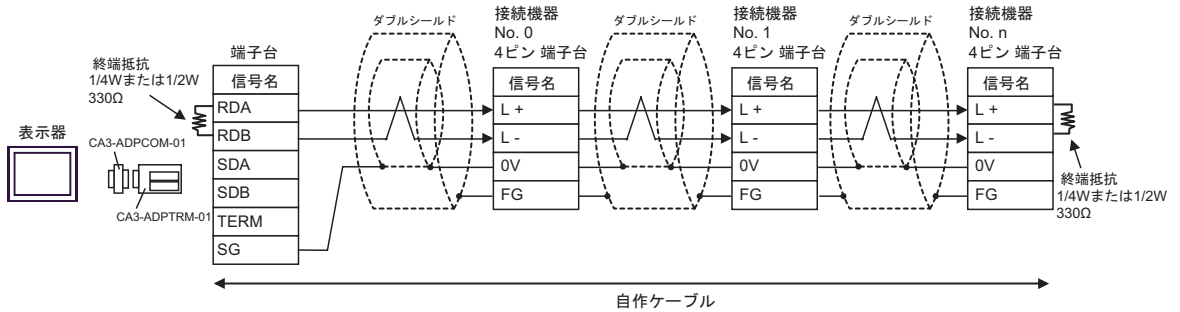 表示器
終端抵抗
1/4Wまたは1/2W
330Ω
CA3-ADPCOM-01
CA3-ADPTRM-01
端子台
信号名
RDA
RDB
SDA
SDB
TERM
SG
ダブルシールド
接続機器
No. 0
4ピン 端子台
信号名
L +
L -
0V
FG
ダブルシールド
接続機器
No. 1
4ピン 端子台
信号名
L +
L -
0V
FG
ダブルシールド
接続機器
No. n
4ピン 端子台
信号名
L +
L -
0V
FG
終端抵抗
1/4Wまたは1/2W
330Ω
自作ケーブル